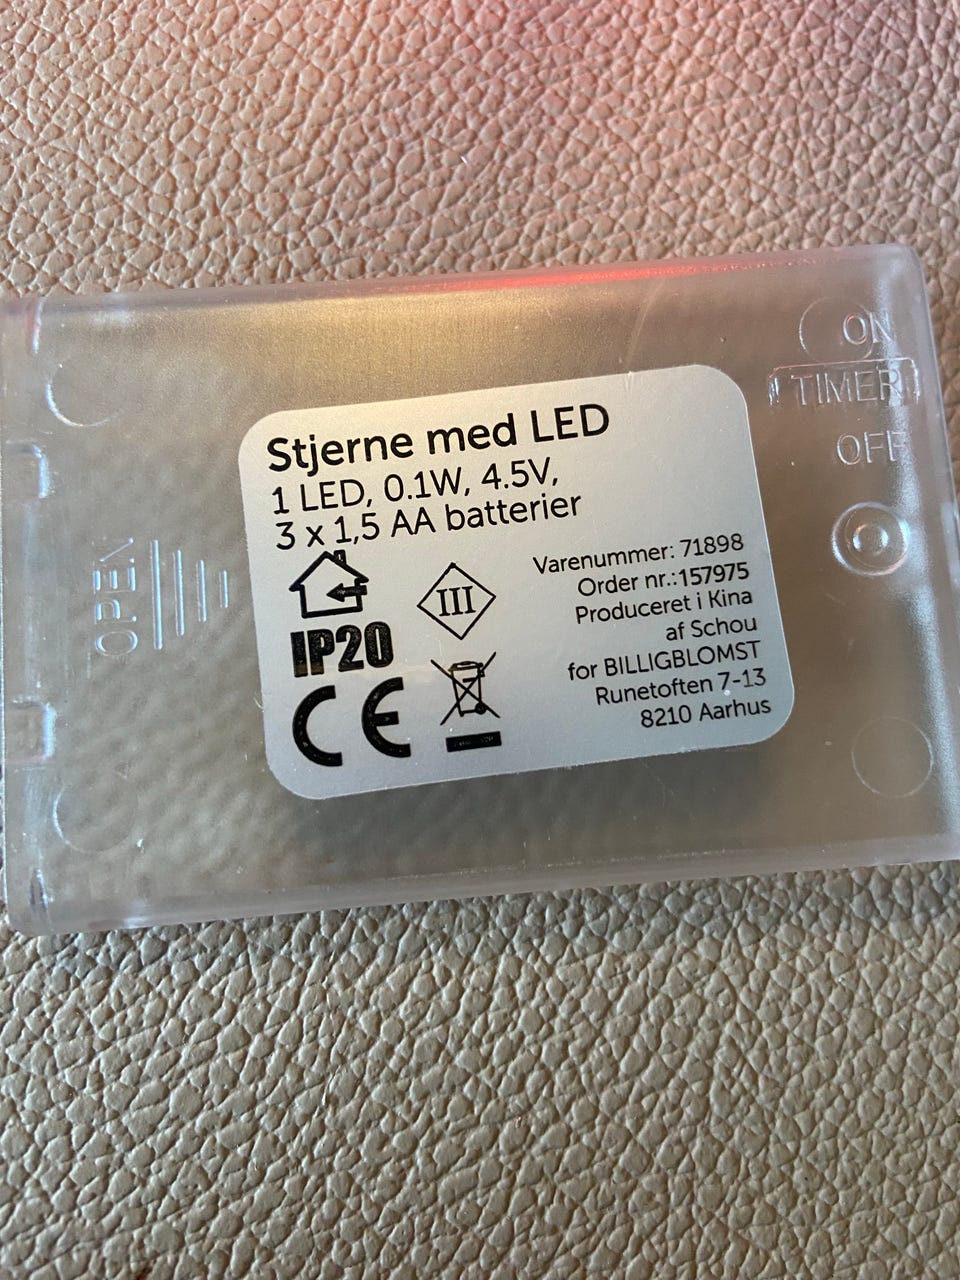 ON
TIMER
OFF
OPEN
Stjerne med LED
1 LED, 0.1W, 4.5V,
3 x 1,5 AA batterier
III
IP20
CE
Varenummer: 71898
Order nr.:157975
Produceret i Kina
af Schou
for BILLIGBLOMST
Runetoften 7-13
8210 Aarhus